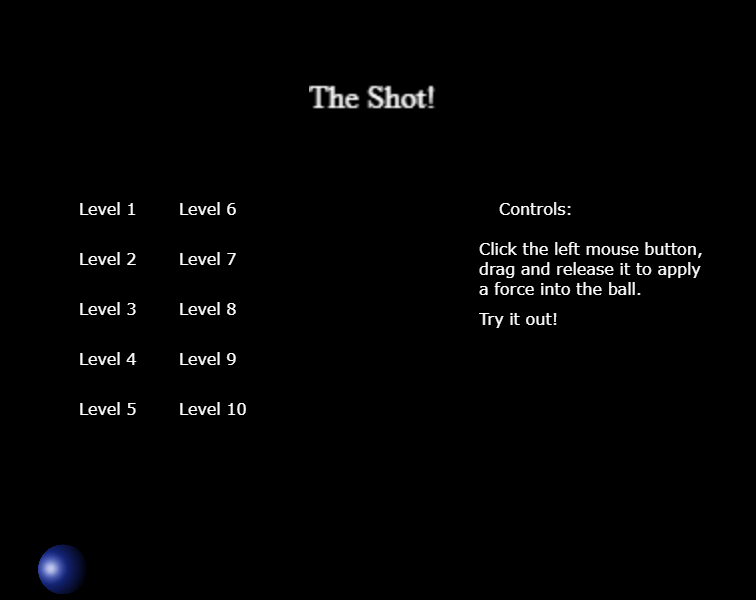 The Shot!
Level 1
Level 2
Level 3
Level 4
Level 5
Level 6
Level 7
Level 8
Level 9
Level 10
Controls:
Click the left mouse button,
drag and release it to apply
a force into the ball.
Try it out!